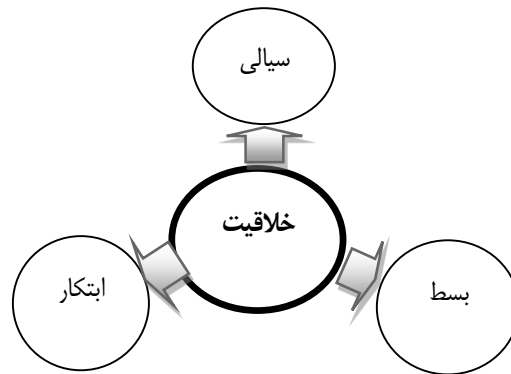 سیالی
خلاقیت
ابتکار
بسط